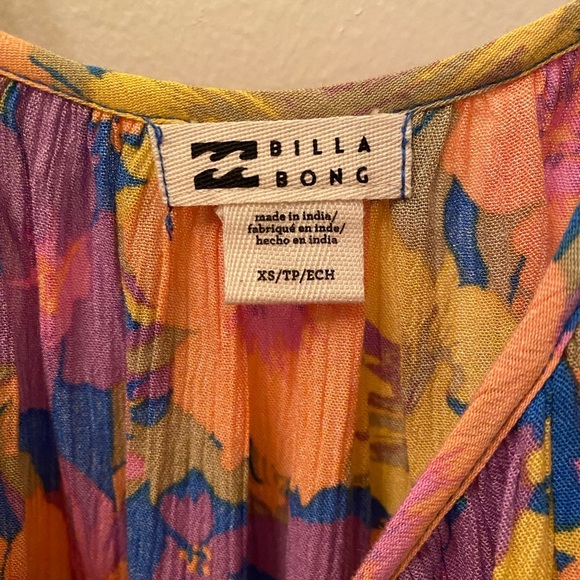 BILLA
BONG
made in india/
fabriqué en inde/
hecho en india
XS/TP/ECH